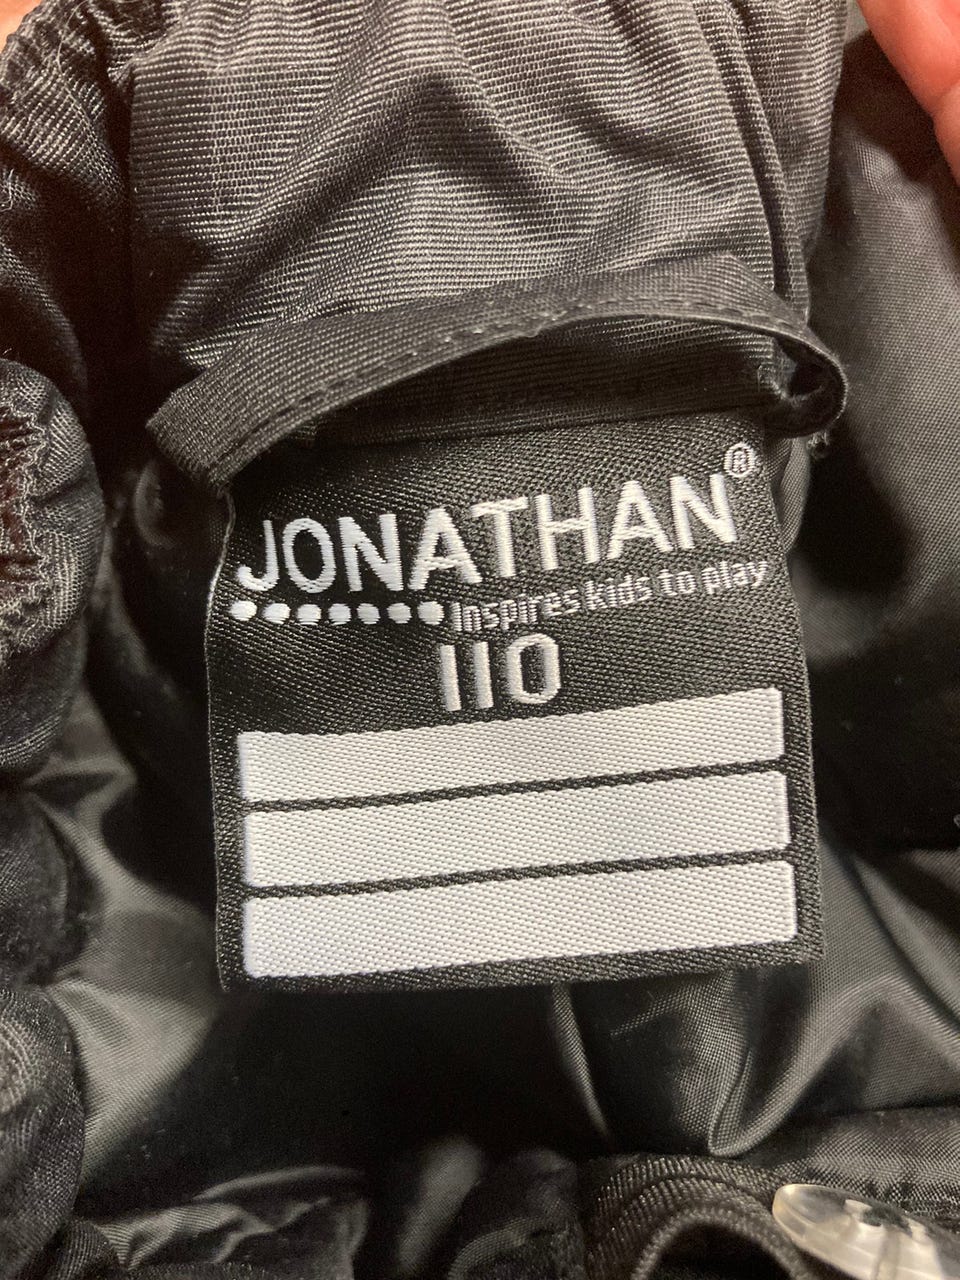 JONATHAN®
Inspires kids to play
110